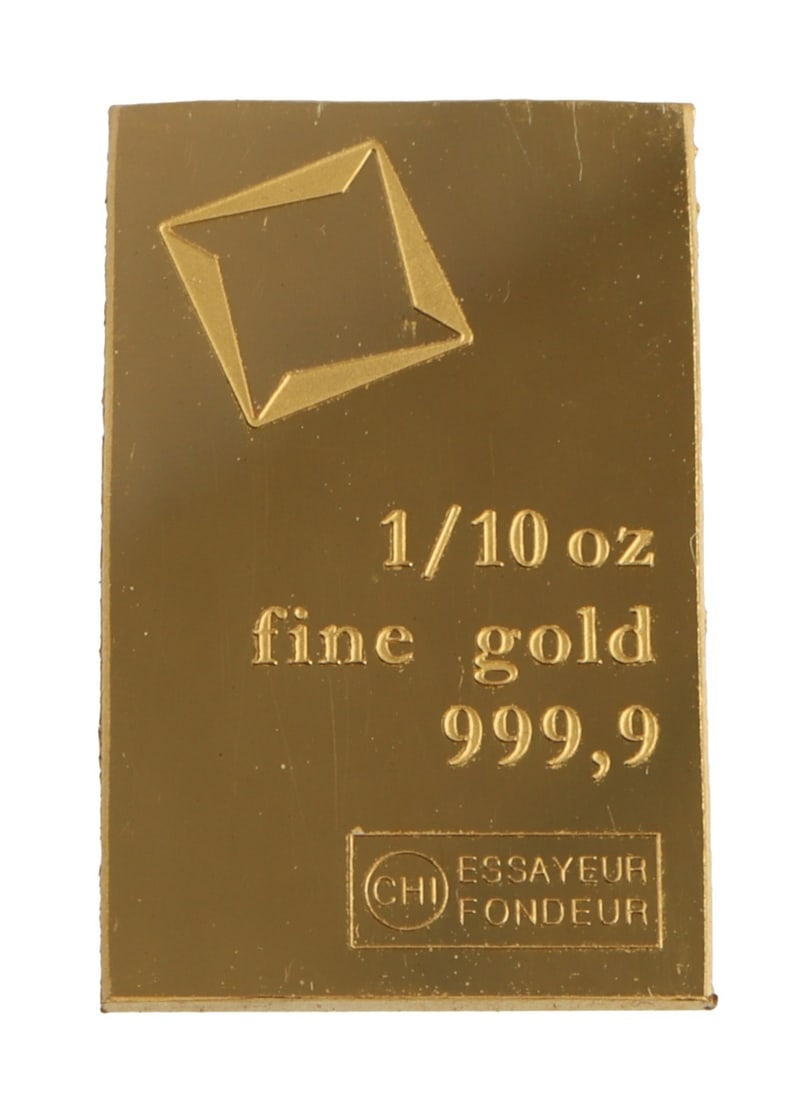 1/10 oz
fine gold
999,9
CHI
ESSAYEUR
FONDEUR